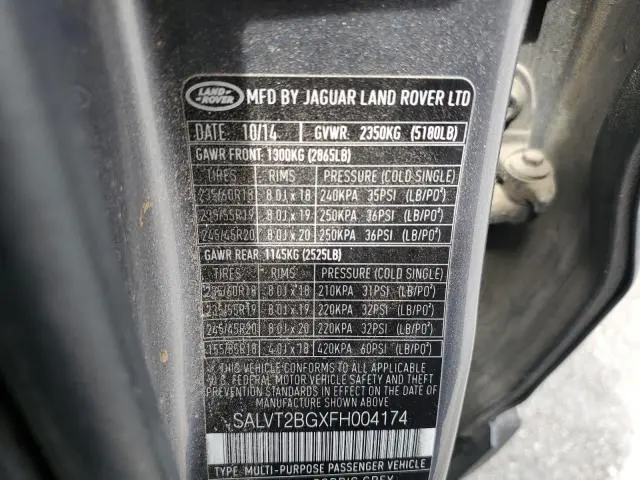 LAND ROVER
MFD BY JAGUAR LAND ROVER LTD
DATE: 10/14 GVWR: 2350KG (5180LB)
GAWR FRONT: 1300KG (2865LB)
TIRES RIMS PRESSURE (COLD SINGLE)
235/60R18 8.0J x 18 240KPA 35PSI (LB/PO²)
235/55R19 8.0J x 19 250KPA 36PSI (LB/PO²)
245/45R20 8.0J x 20 250KPA 36PSI (LB/PO²)
GAWR REAR: 1145KG (2525LB)
TIRES RIMS PRESSURE (COLD SINGLE)
235/60R18 8.0J x 18 210KPA 31PSI (LB/PO²)
235/55R19 8.0J x 19 220KPA 32PSI (LB/PO²)
245/45R20 8.0J x 20 220KPA 32PSI (LB/PO²)
155/85R18 4.0J x 18 420KPA 60PSI (LB/PO²)
THIS VEHICLE CONFORMS TO ALL APPLICABLE
U.S. FEDERAL MOTOR VEHICLE SAFETY AND THEFT
PREVENTION STANDARDS IN EFFECT ON THE DATE OF
MANUFACTURE SHOWN ABOVE.
SALVT2BGXFH004174
TYPE: MULTI-PURPOSE PASSENGER VEHICLE